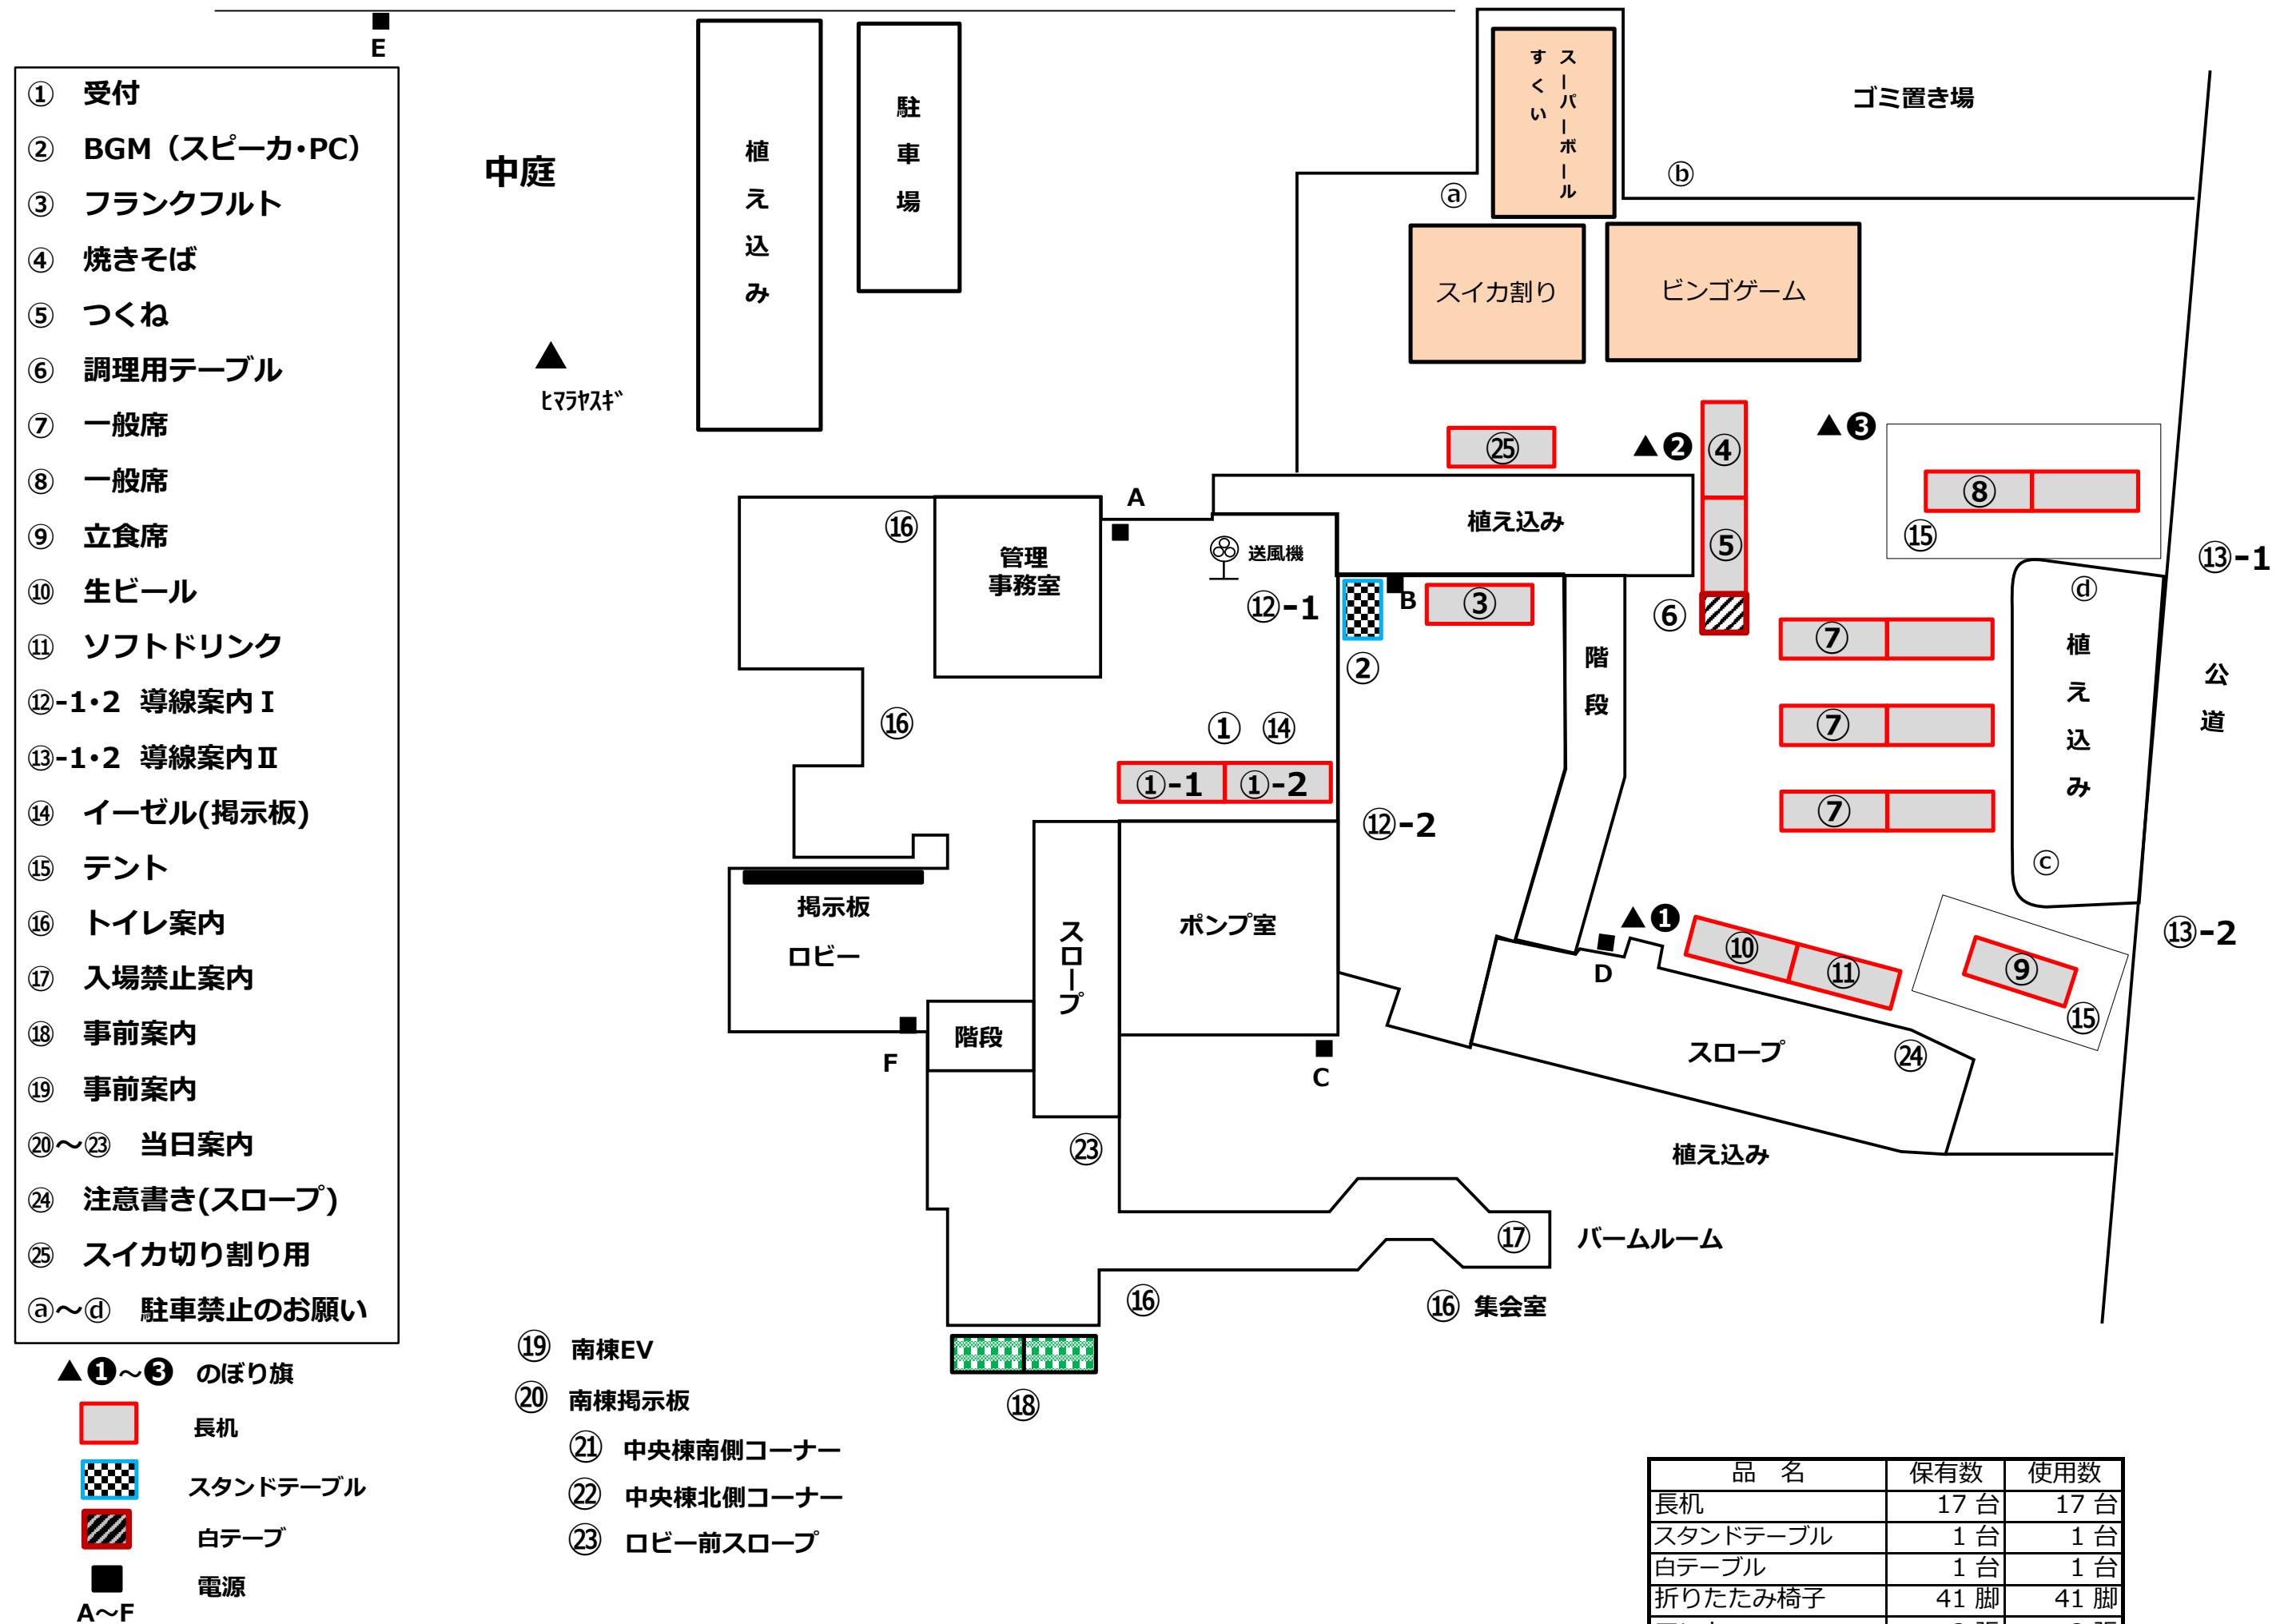 E
① 受付
② BGM（スピーカ・PC）
③ フランクフルト
④ 焼きそば
⑤ つくね
⑥ 調理用テーブル
⑦ 一般席
⑧ 一般席
⑨ 立食席
⑩ 生ビール
⑪ ソフトドリンク
⑫-1・2 導線案内Ⅰ
⑬-1・2 導線案内Ⅱ
⑭ イーゼル(掲示板)
⑮ テント
⑯ トイレ案内
⑰ 入場禁止案内
⑱ 事前案内
⑲ 事前案内
⑳～㉓ 当日案内
㉔ 注意書き(スロープ)
㉕ スイカ切り割り用
ⓐ～ⓓ 駐車禁止のお願い
▲❶～❸ のぼり旗
長机
スタンドテーブル
白テーブ
電源
A～F
中庭
植え込み
駐車場
▲
ﾋﾏﾗﾔｽｷﾞ
スーパーボール
すくい
ゴミ置き場
ⓐ
ⓑ
スイカ割り
ビンゴゲーム
㉕
▲❷
④
▲❸
⑧
⑮
⑤
⑥
植え込み
A
⑯
管理
事務室
送風機
⑫-1
B
③
②
階段
⑬-1
ⓓ
植え込み
ⓒ
公道
⑦
⑦
⑦
⑯
① ⑭
①-1
①-2
⑫-2
掲示板
ロビー
スロープ
ポンプ室
▲❶
D
⑩
⑪
⑨
⑮
⑬-2
F
階段
C
スロープ
㉔
㉓
植え込み
⑰
バームルーム
⑯
⑯ 集会室
⑱
⑲ 南棟EV
⑳ 南棟掲示板
㉑ 中央棟南側コーナー
㉒ 中央棟北側コーナー
㉓ ロビー前スロープ
品 名 保有数 使用数
長机 17 台 17 台
スタンドテーブル 1 台 1 台
白テーブル 1 台 1 台
折りたたみ椅子 41 脚 41 脚